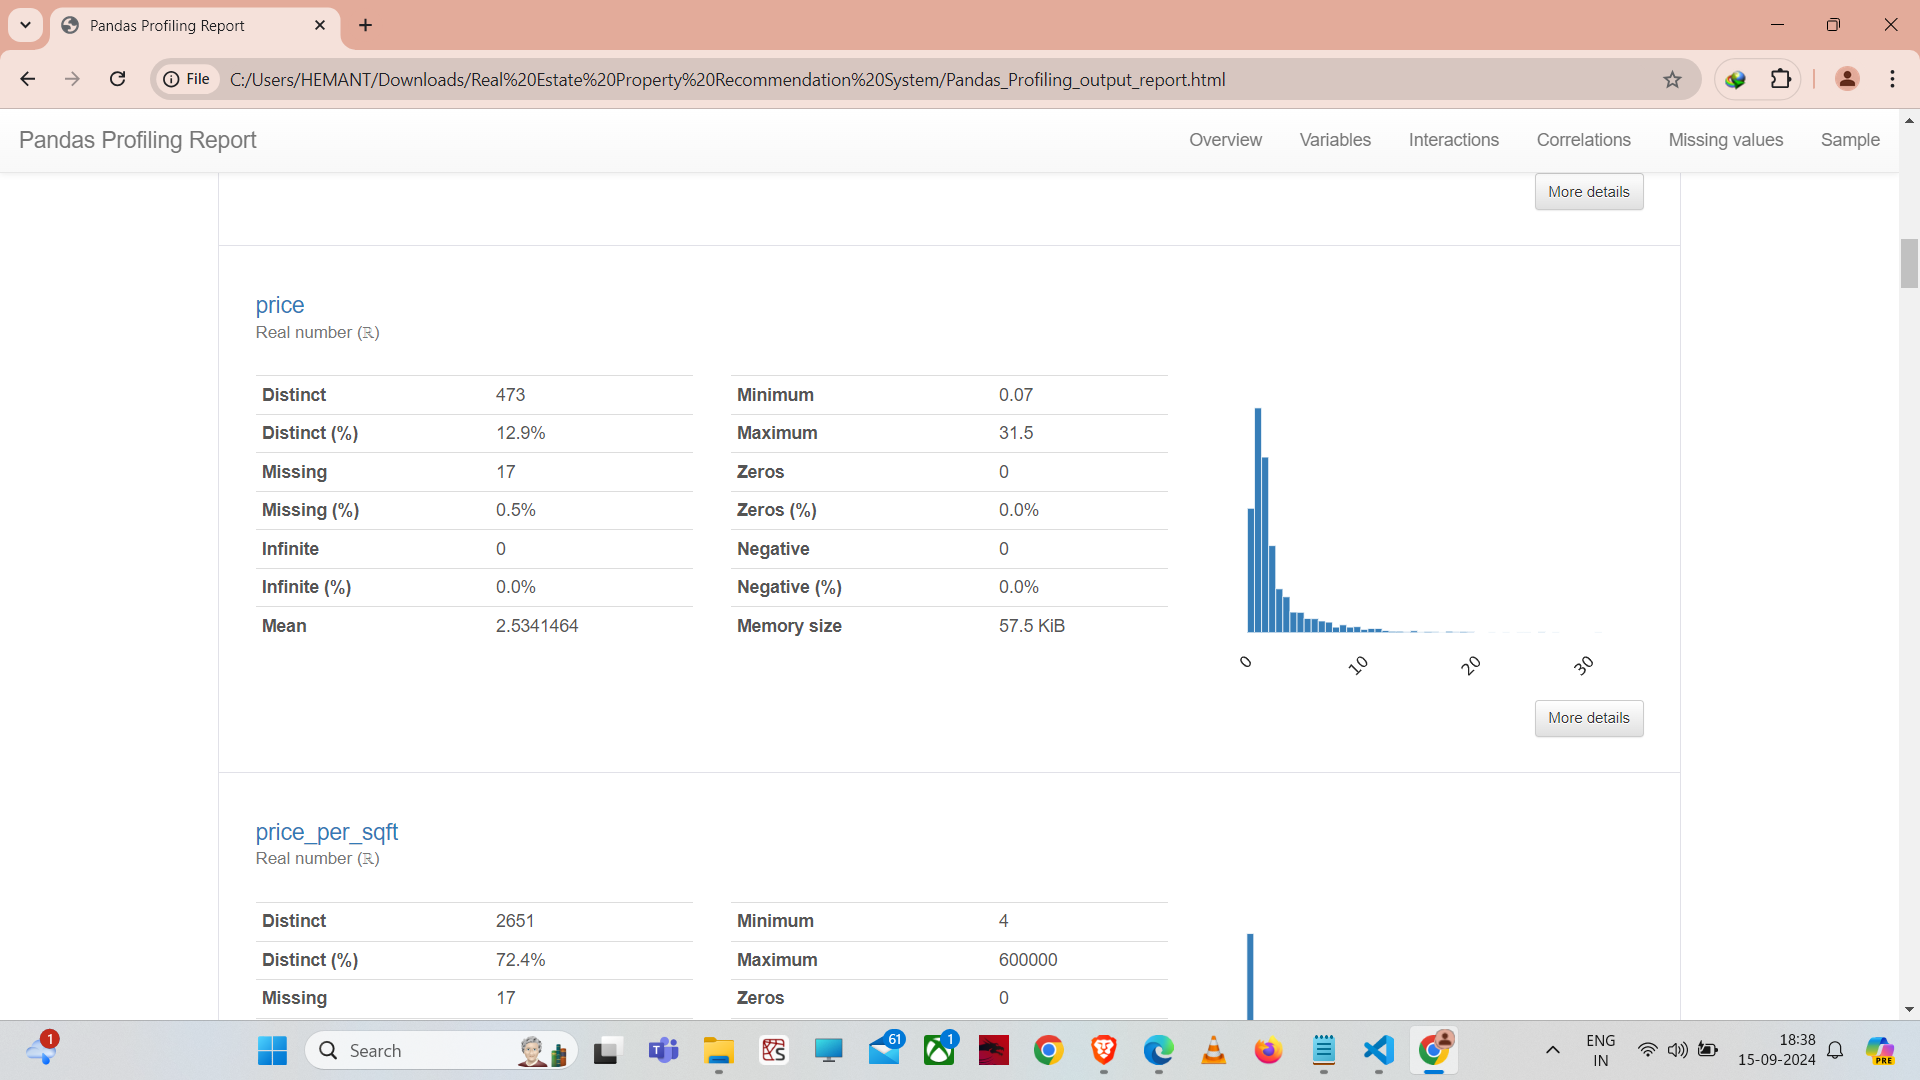 Pandas Profiling Report
File
C:/Users/HEMANT/Downloads/Real%20Estate%20Property%20Recommendation%20System/Pandas_Profiling_output_report.html
Pandas Profiling Report
Overview
Variables
Interactions
Correlations
Missing values
Sample
More details
price
Real number (ℝ)
Distinct 473
Distinct (%) 12.9%
Missing 17
Missing (%) 0.5%
Infinite 0
Infinite (%) 0.0%
Mean 2.5341464
Minimum 0.07
Maximum 31.5
Zeros 0
Zeros (%) 0.0%
Negative 0
Negative (%) 0.0%
Memory size 57.5 KiB
0
10
20
30
More details
price_per_sqft
Real number (ℝ)
Distinct 2651
Distinct (%) 72.4%
Missing 17
Minimum 4
Maximum 600000
Zeros 0
1
Search
61
1
ENG
IN
18:38
15-09-2024
PRE